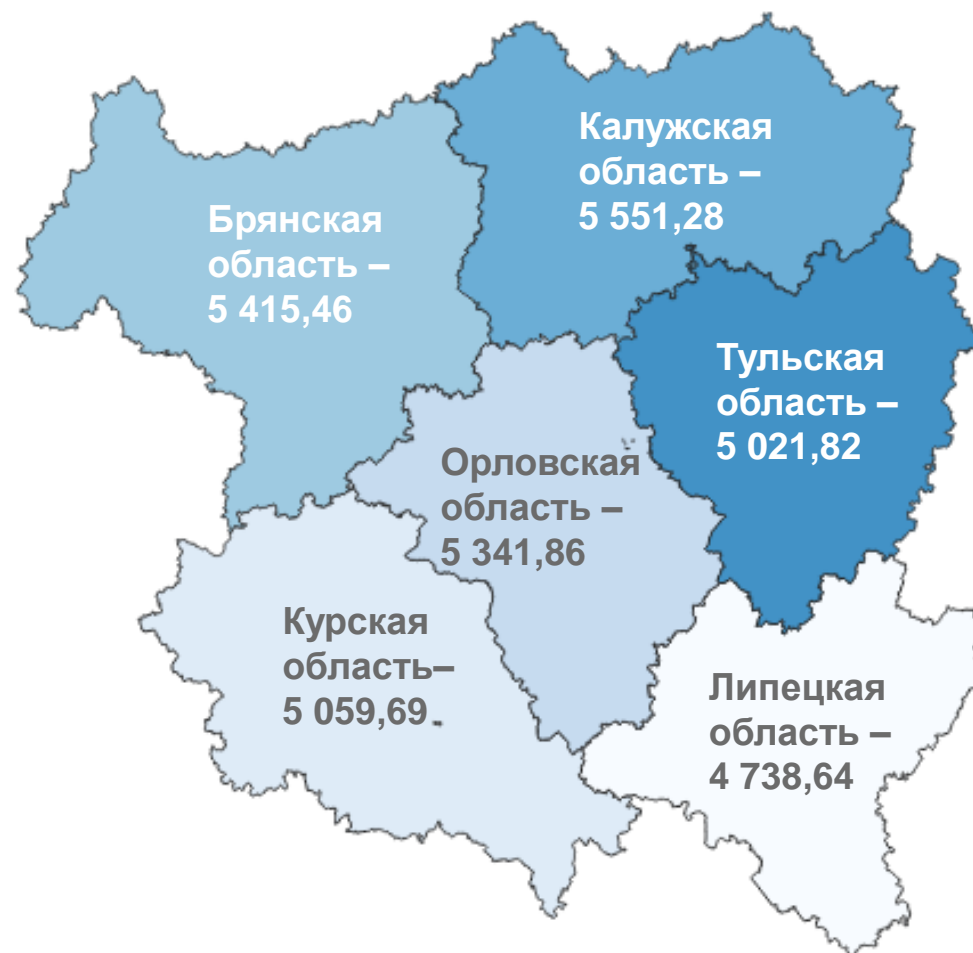 Калужская
область –
5 551,28
Брянская
область –
5 415,46
Тульская
область –
5 021,82
Орловская
область –
5 341,86
Курская
область–
5 059,69
Липецкая
область –
4 738,64